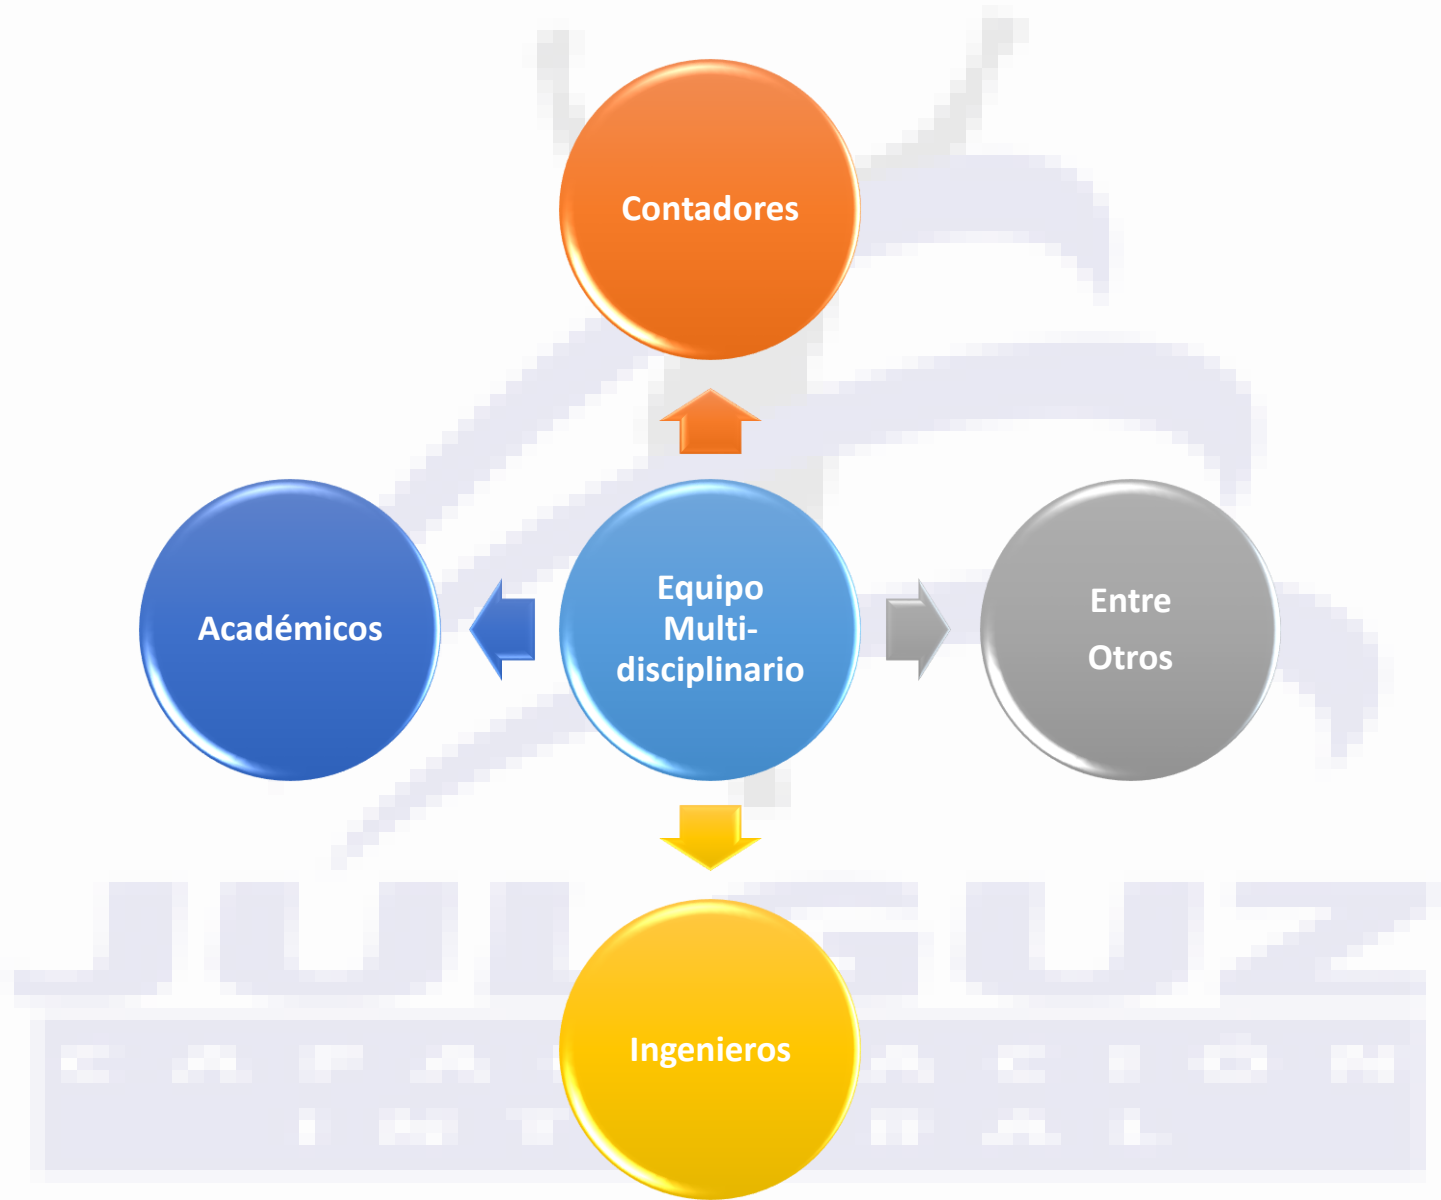 Contadores
Académicos
Equipo
Multi-
disciplinario
Entre
Otros
Ingenieros